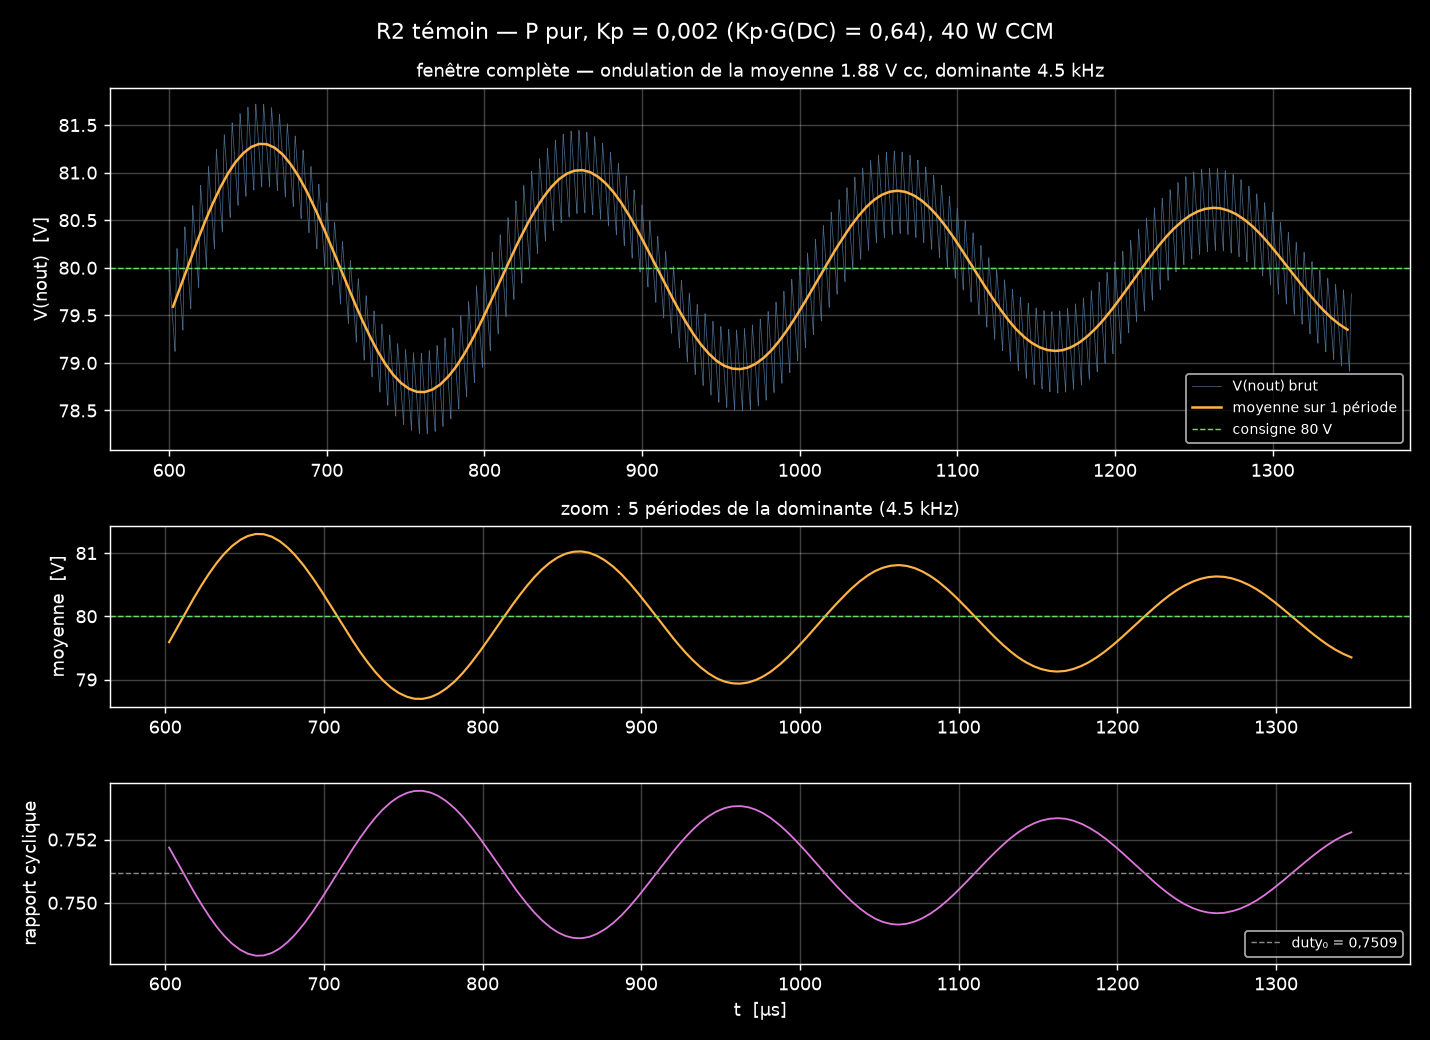 R2 témoin — P pur, Kp = 0,002 (Kp·G(DC) = 0,64), 40 W CCM
fenêtre complète — ondulation de la moyenne 1.88 V cc, dominante 4.5 kHz
V(nout) [V]
81.5
81.0
80.5
80.0
79.5
79.0
78.5
V(nout) brut
moyenne sur 1 période
consigne 80 V
600 700 800 900 1000 1100 1200 1300
zoom : 5 périodes de la dominante (4.5 kHz)
moyenne [V]
81
80
79
600 700 800 900 1000 1100 1200 1300
rapport cyclique
0.752
0.750
duty₀ = 0,7509
600 700 800 900 1000 1100 1200 1300
t [µs]